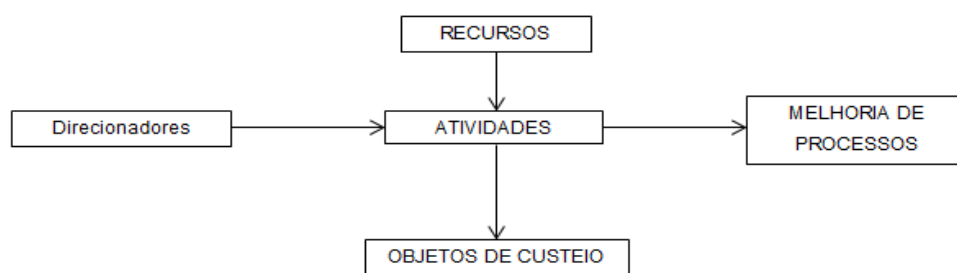 RECURSOS
Direcionadores
ATIVIDADES
MELHORIA DE
PROCESSOS
OBJETOS DE CUSTEIO